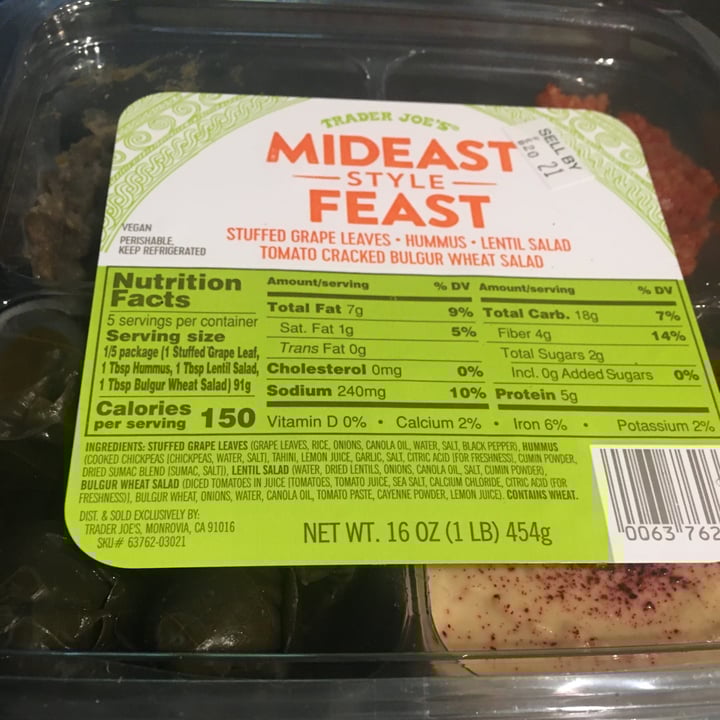 TRADER JOE'S®
MIDEAST
STYLE
FEAST
SELL BY
21
VEGAN
PERISHABLE,
KEEP REFRIGERATED
STUFFED GRAPE LEAVES • HUMMUS • LENTIL SALAD
TOMATO CRACKED BULGUR WHEAT SALAD
Nutrition
Facts
5 servings per container
Serving size
1/5 package (1 Stuffed Grape Leaf,
1 Tbsp Hummus, 1 Tbsp Lentil Salad,
1 Tbsp Bulgur Wheat Salad) 91g
Calories
per serving 150
Amount/serving % DV
Total Fat 7g 9%
Sat. Fat 1g 5%
Trans Fat 0g
Cholesterol 0mg 0%
Sodium 240mg 10%
Amount/serving % DV
Total Carb. 18g 7%
Fiber 4g 14%
Total Sugars 2g
Incl. 0g Added Sugars 0%
Protein 5g
Vitamin D 0% • Calcium 2% • Iron 6% • Potassium 2%
INGREDIENTS: STUFFED GRAPE LEAVES (GRAPE LEAVES, RICE, ONIONS, CANOLA OIL, WATER, SALT, BLACK PEPPER), HUMMUS
(COOKED CHICKPEAS [CHICKPEAS, WATER, SALT], TAHINI, LEMON JUICE, GARLIC, SALT, CITRIC ACID [FOR FRESHNESS], CUMIN POWDER,
DRIED SUMAC BLEND [SUMAC, SALT]), LENTIL SALAD (WATER, DRIED LENTILS, ONIONS, CANOLA OIL, SALT, CUMIN POWDER),
BULGUR WHEAT SALAD (DICED TOMATOES IN JUICE [TOMATOES, TOMATO JUICE, SEA SALT, CALCIUM CHLORIDE, CITRIC ACID (FOR
FRESHNESS)], BULGUR WHEAT, ONIONS, WATER, CANOLA OIL, TOMATO PASTE, CAYENNE POWDER, LEMON JUICE). CONTAINS WHEAT.
DIST. & SOLD EXCLUSIVELY BY:
TRADER JOE'S, MONROVIA, CA 91016
SKU# 63762-03021
NET WT. 16 OZ (1 LB) 454g
0063 762